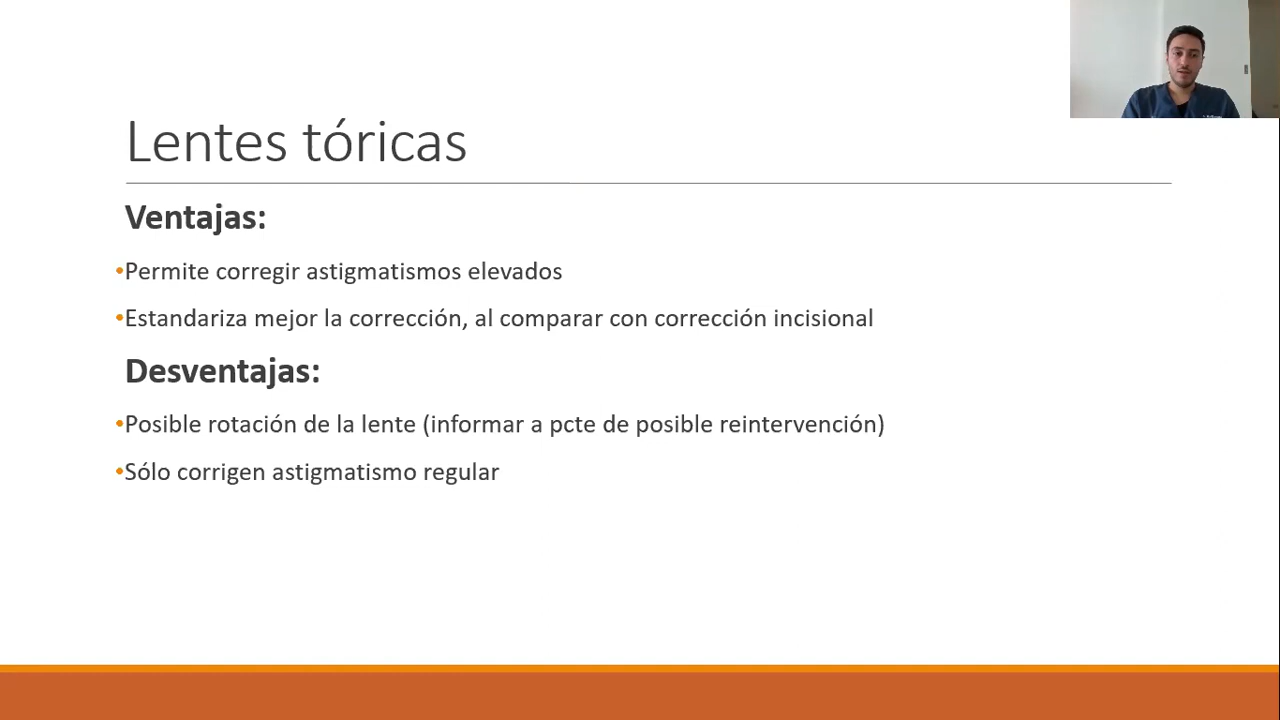 Lentes tóricas
Ventajas:
•Permite corregir astigmatismos elevados
•Estandariza mejor la corrección, al comparar con corrección incisional
Desventajas:
•Posible rotación de la lente (informar a pcte de posible reintervención)
•Sólo corrigen astigmatismo regular